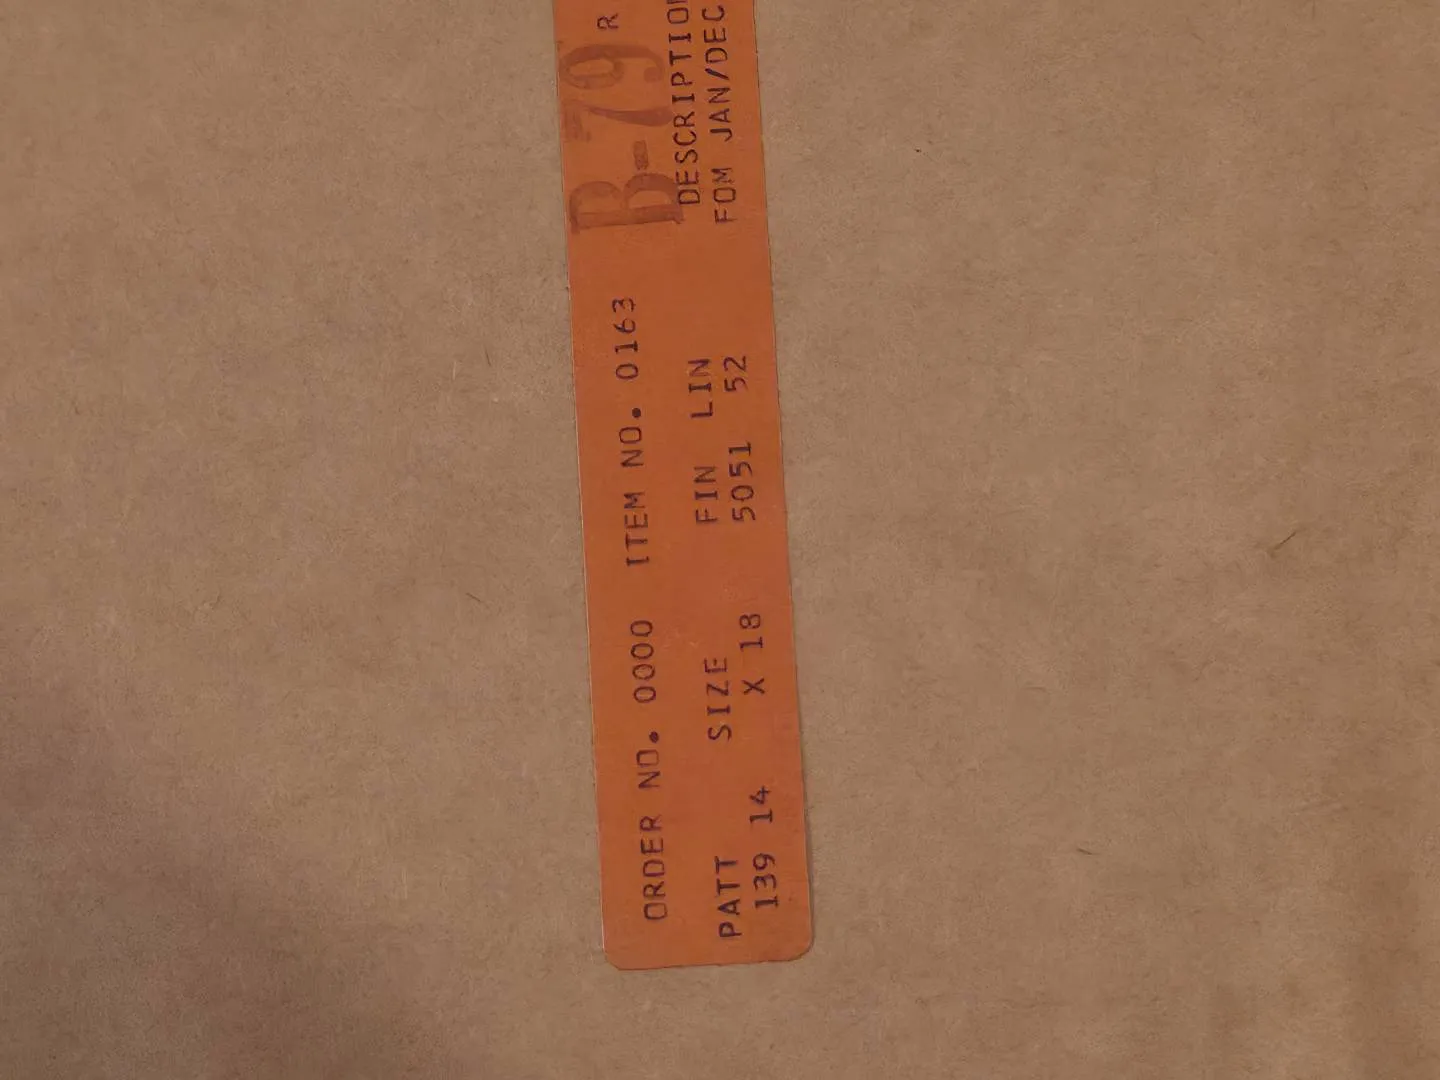 ORDER NO. 0000 ITEM NO. 0163 B-79 R
PATT SIZE FIN LIN DESCRIPTION
139 14 X 18 5051 52 FOM JAN/DEC